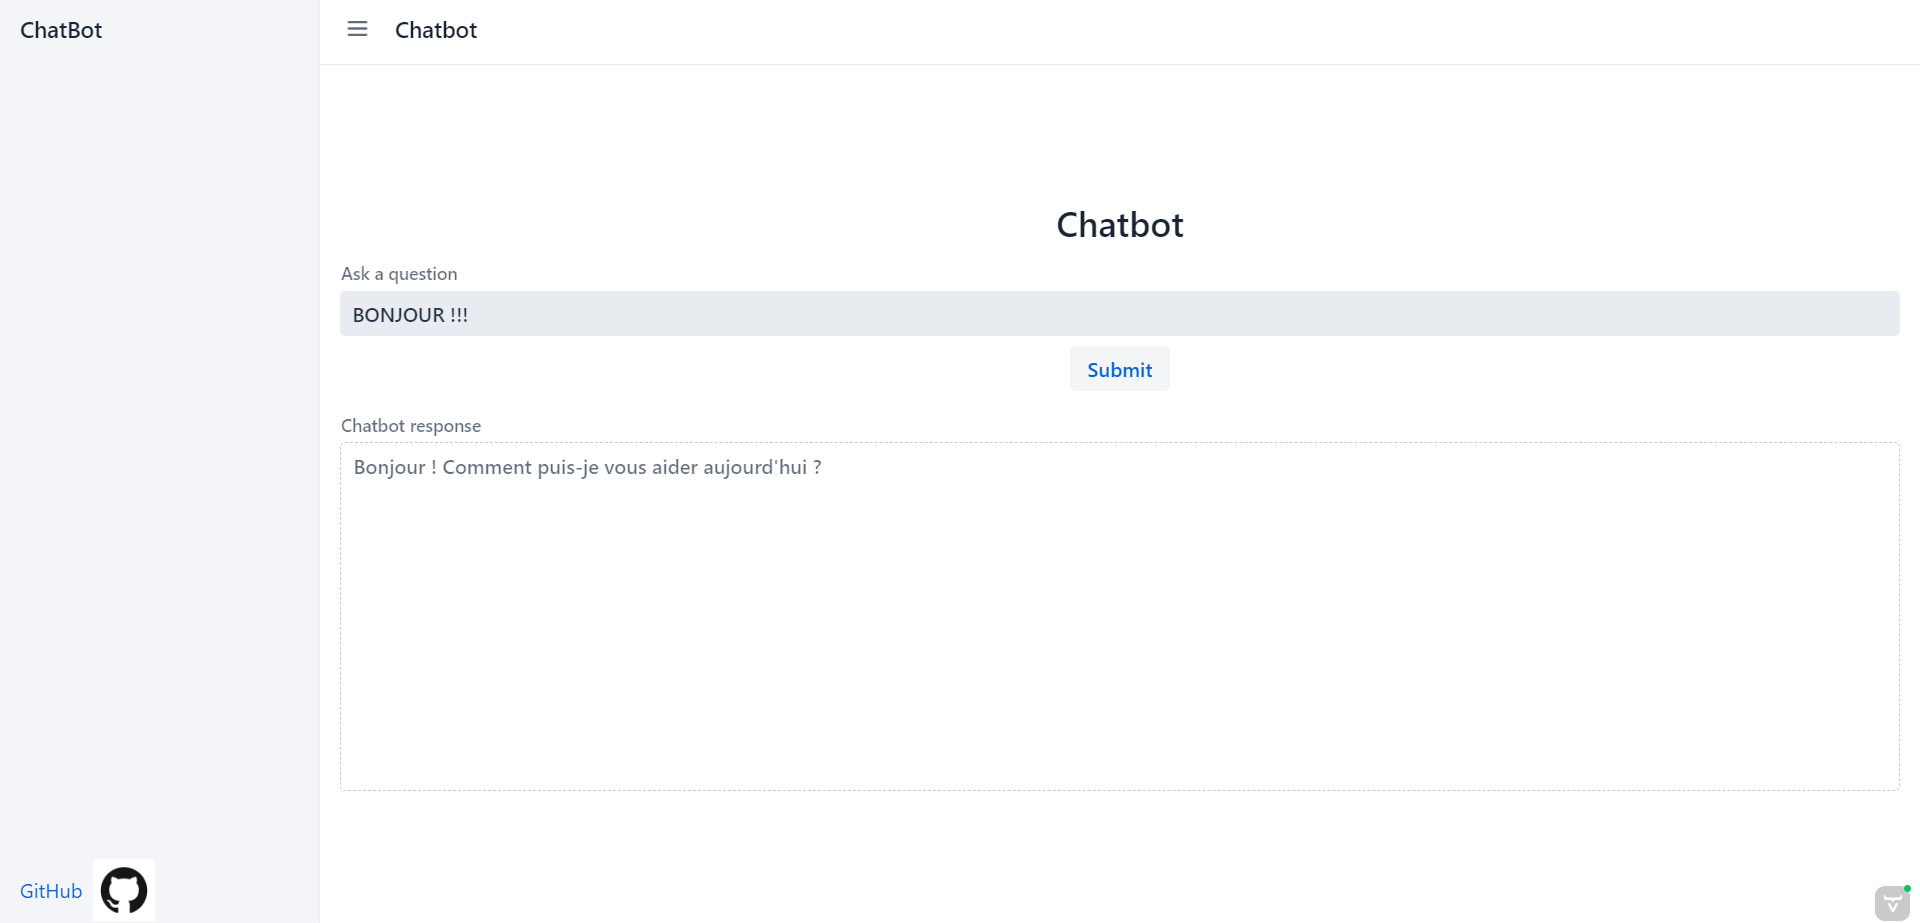 ChatBot
Chatbot
Chatbot
Ask a question
BONJOUR !!!
Submit
Chatbot response
Bonjour ! Comment puis-je vous aider aujourd'hui ?
GitHub